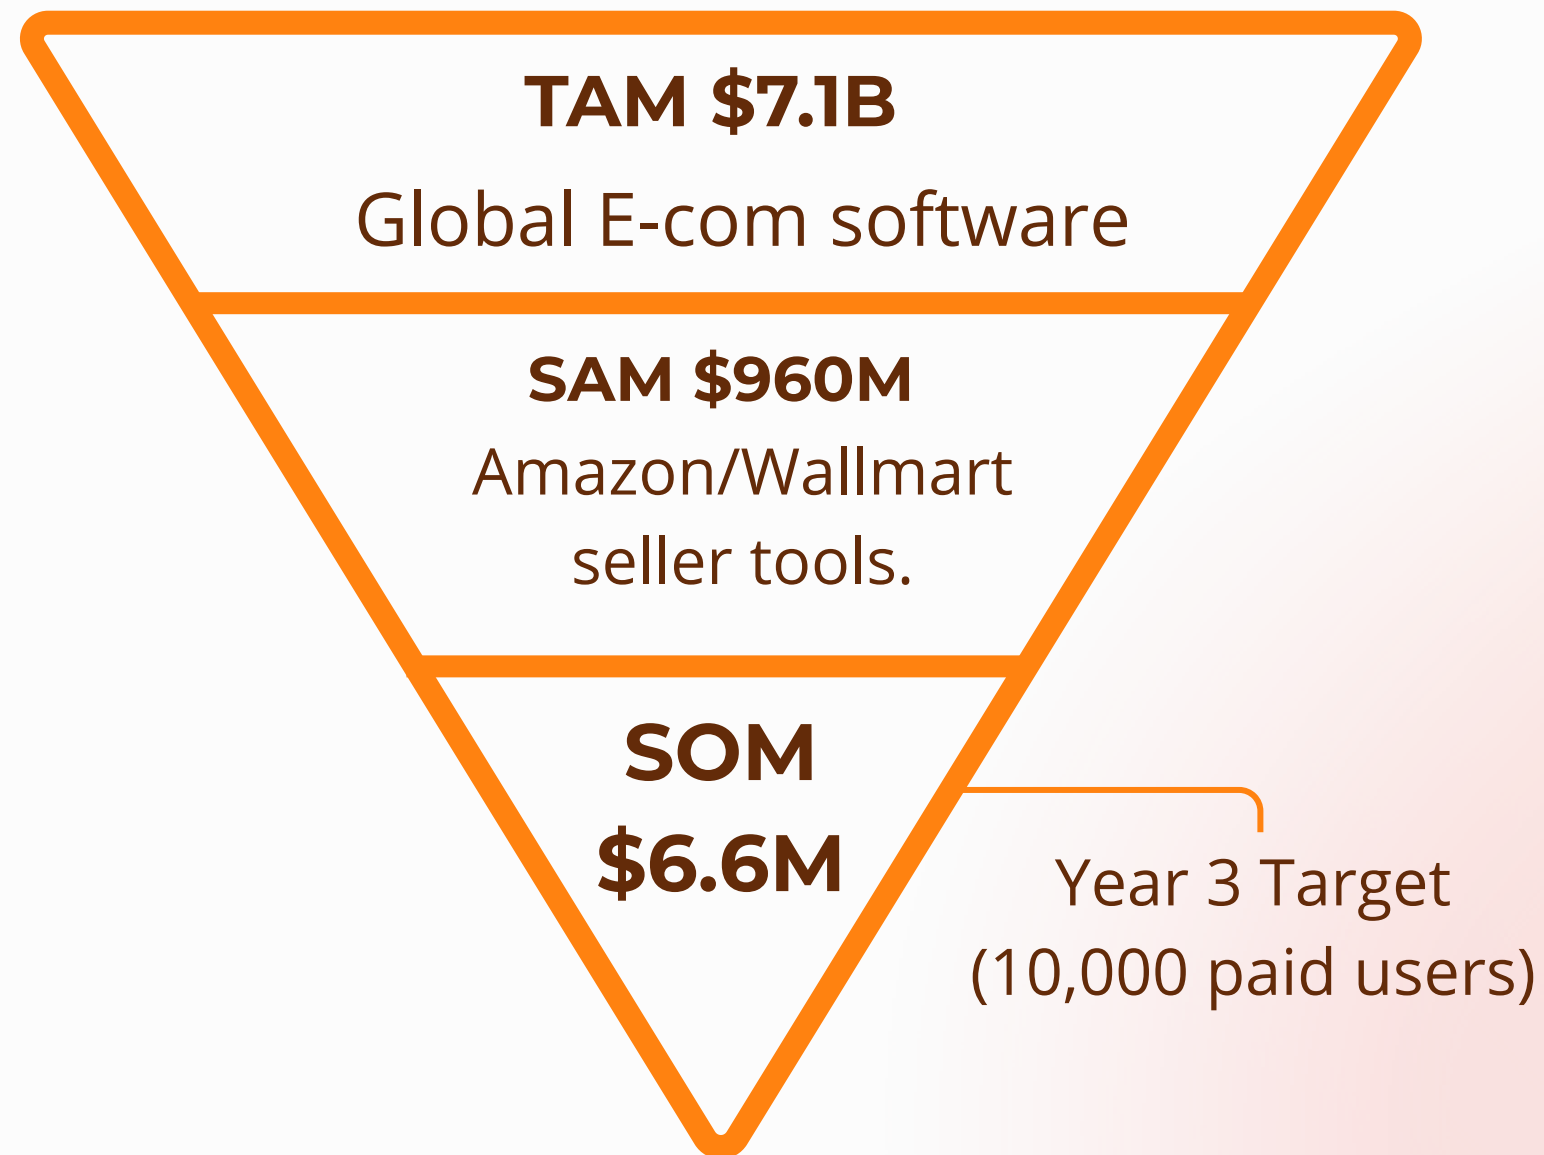 TAM $7.1B
Global E-com software
SAM $960M
Amazon/Wallmart
seller tools.
SOM
$6.6M
Year 3 Target
(10,000 paid users)